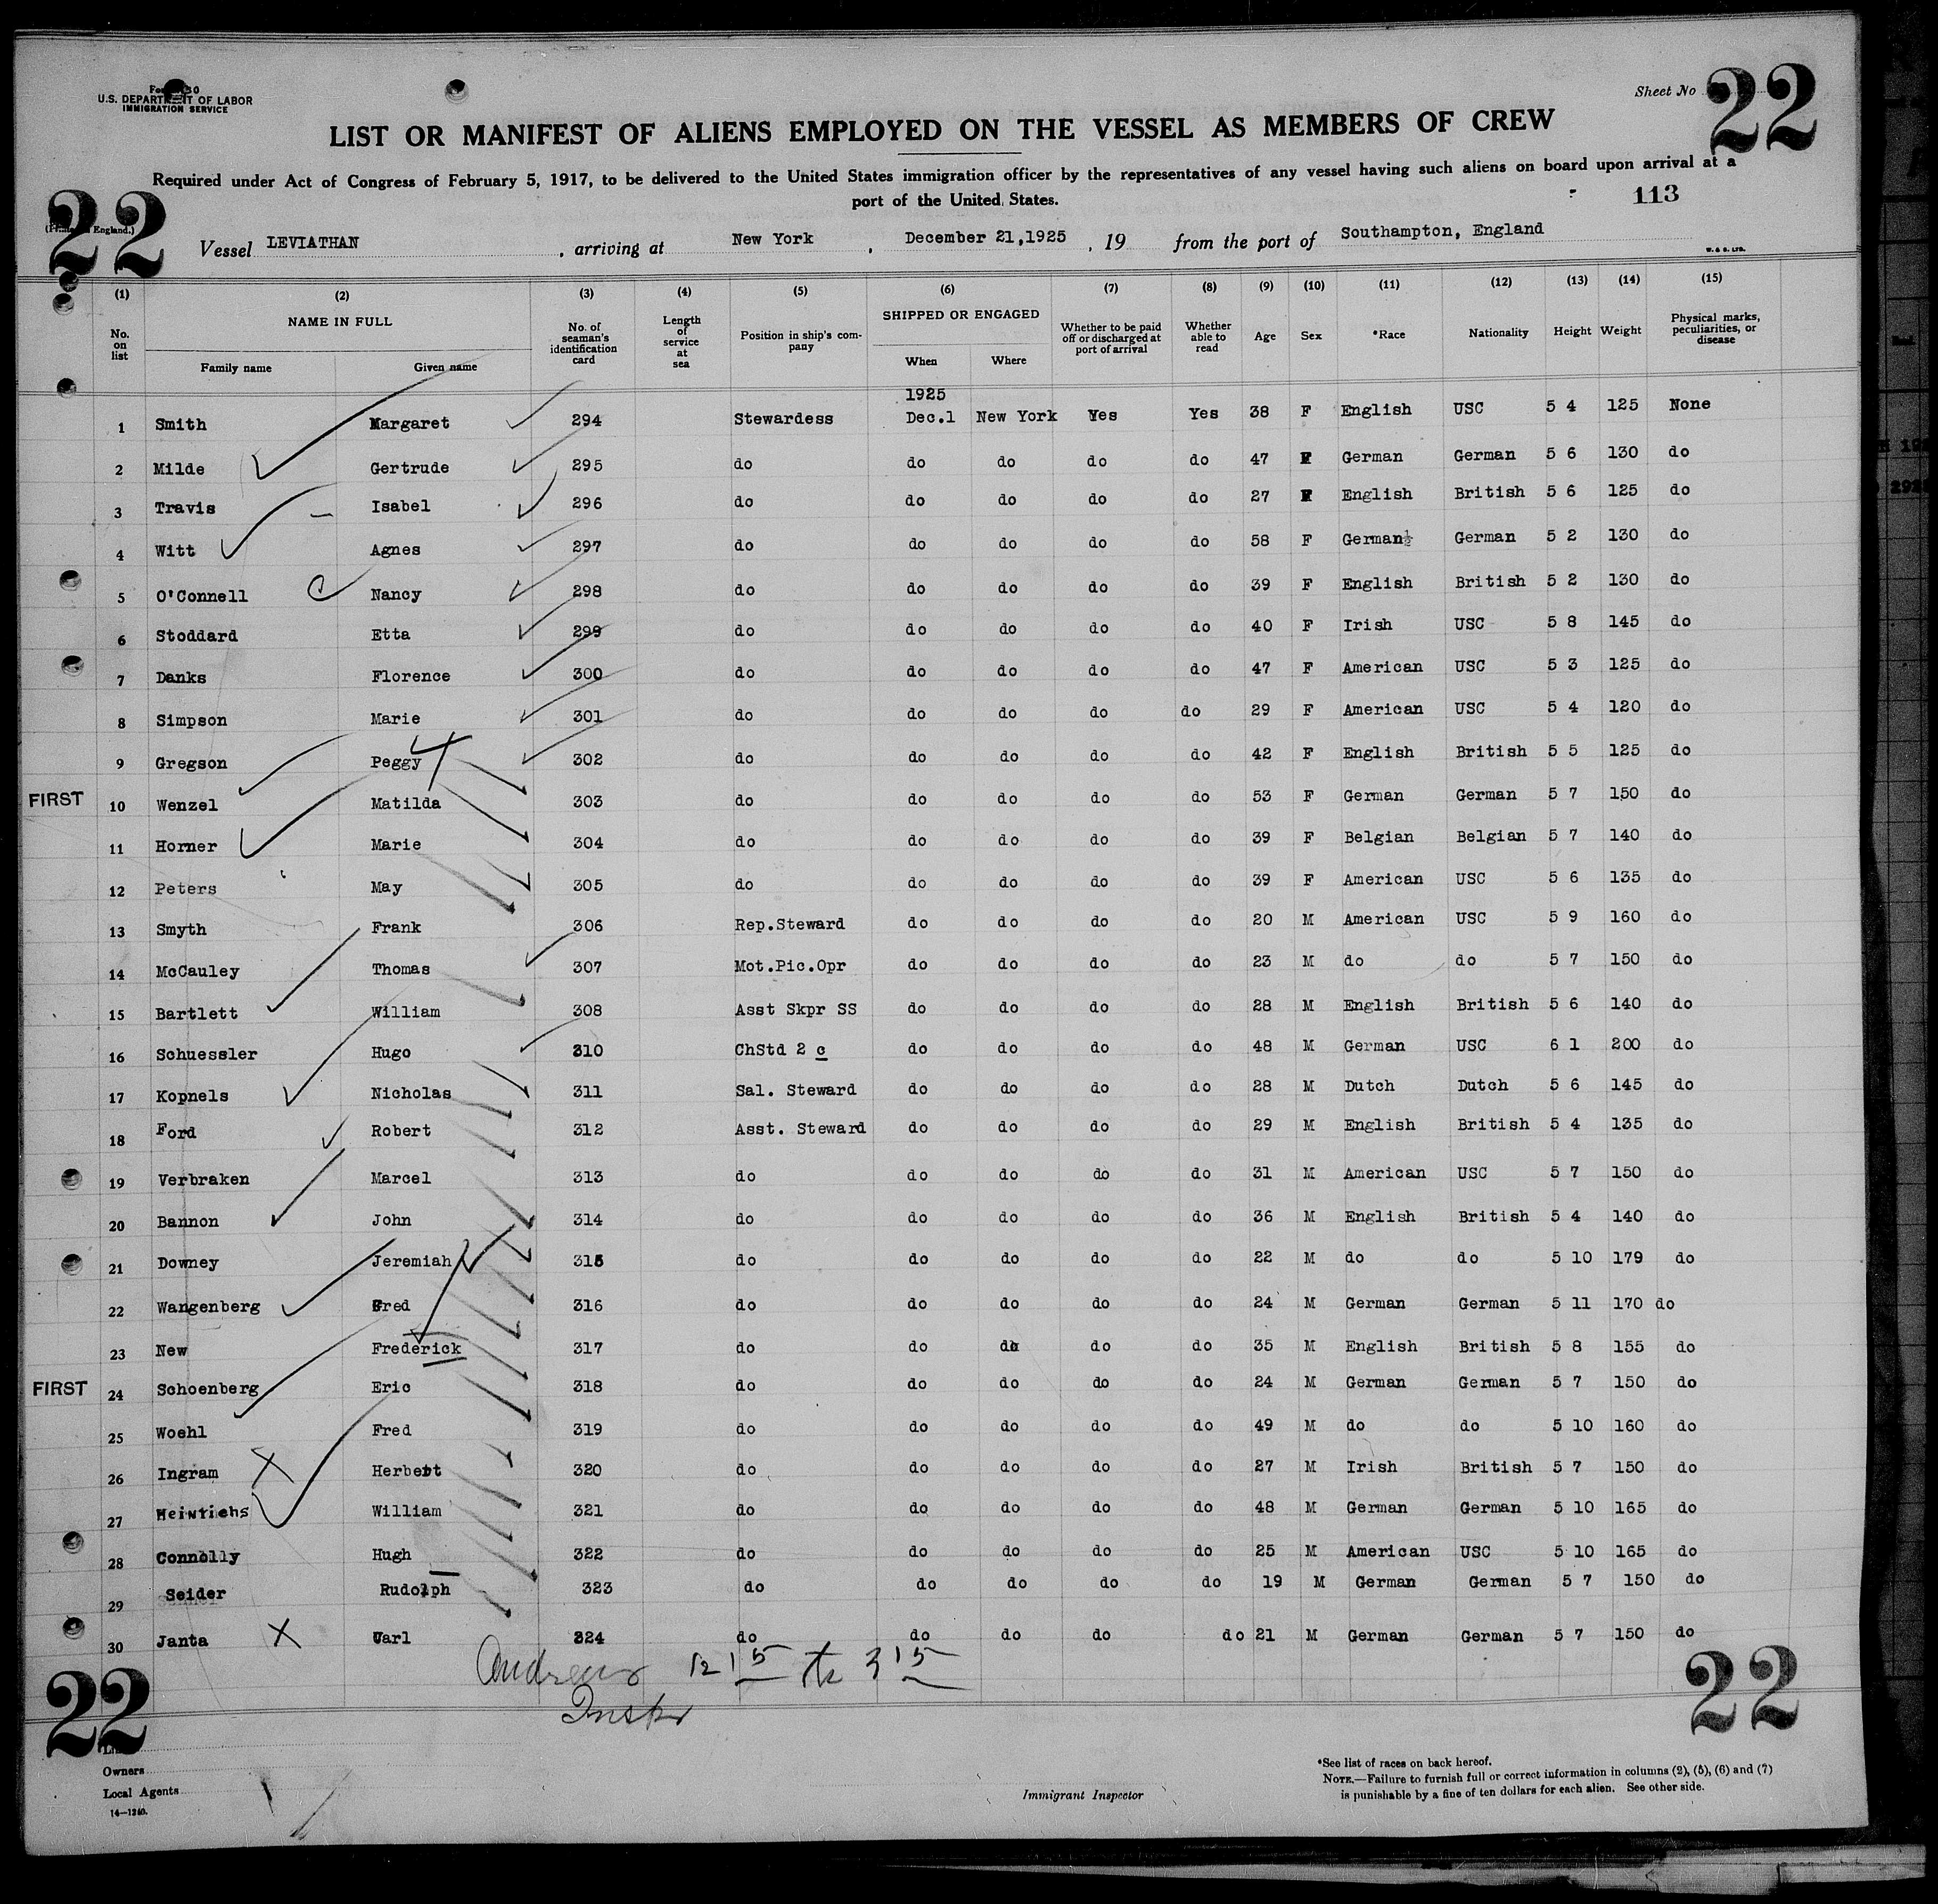 U.S. DEPARTMENT OF LABOR
IMMIGRATION SERVICE
Sheet No 22
LIST OR MANIFEST OF ALIENS EMPLOYED ON THE VESSEL AS MEMBERS OF CREW
Required under Act of Congress of February 5, 1917, to be delivered to the United States immigration officer by the representatives of any vessel having such aliens on board upon arrival at a
port of the United States.
113
22
Vessel LEVIATHAN , arriving at New York , December 21,1925 , 19 from the port of Southampton, England
(1) (2) (3) (4) (5) (6) (7) (8) (9) (10) (11) (12) (13) (14) (15)
No. on list NAME IN FULL Family name Given name No. of seaman's identification card Length of service at sea Position in ship's company SHIPPED OR ENGAGED When Where Whether to be paid off or discharged at port of arrival Whether able to read Age Sex *Race Nationality Height Weight Physical marks, peculiarities, or disease
1925
1 Smith Margaret 294 Stewardess Dec.1 New York Yes Yes 38 F English USC 5 4 125 None
2 Milde Gertrude 295 do do do do do 47 F German German 5 6 130 do
3 Travis Isabel 296 do do do do do 27 F English British 5 6 125 do
4 Witt Agnes 297 do do do do do 58 F German German 5 2 130 do
5 O'Connell Nancy 298 do do do do do 39 F English British 5 2 130 do
6 Stoddard Etta 299 do do do do do 40 F Irish USC 5 8 145 do
7 Danks Florence 300 do do do do do 47 F American USC 5 3 125 do
8 Simpson Marie 301 do do do do do 29 F American USC 5 4 120 do
9 Gregson Peggy 302 do do do do do 42 F English British 5 5 125 do
FIRST 10 Wenzel Matilda 303 do do do do do 53 F German German 5 7 150 do
11 Horner Marie 304 do do do do do 39 F Belgian Belgian 5 7 140 do
12 Peters May 305 do do do do do 39 F American USC 5 6 135 do
13 Smyth Frank 306 Rep.Steward do do do do 20 M American USC 5 9 160 do
14 McCauley Thomas 307 Mot.Pic.Opr do do do do 23 M do do 5 7 150 do
15 Bartlett William 308 Asst Skpr SS do do do do 28 M English British 5 6 140 do
16 Schuessler Hugo 310 ChStd 2 c do do do do 48 M German USC 6 1 200 do
17 Kopnels Nicholas 311 Sal. Steward do do do do 28 M Dutch Dutch 5 6 145 do
18 Ford Robert 312 Asst. Steward do do do do 29 M English British 5 4 135 do
19 Verbraken Marcel 313 do do do do do 31 M American USC 5 7 150 do
20 Bannon John 314 do do do do do 36 M English British 5 4 140 do
21 Downey Jeremiah 315 do do do do do 22 M do do 5 10 179 do
22 Wangenberg Fred 316 do do do do do 24 M German German 5 11 170 do
23 New Frederick 317 do do do do do 35 M English British 5 8 155 do
FIRST 24 Schoenberg Eric 318 do do do do do 24 M German German 5 7 150 do
25 Woehl Fred 319 do do do do do 49 M do do 5 10 160 do
26 Ingram Herbert 320 do do do do do 27 M Irish British 5 7 150 do
27 Heinrichs William 321 do do do do do 48 M German German 5 10 165 do
28 Connolly Hugh 322 do do do do do 25 M American USC 5 10 165 do
29 Seider Rudolph 323 do do do do do 19 M German German 5 7 150 do
30 Janta Carl 324 do do do do do 21 M German German 5 7 150 do
Andrews 12 15 to 3 15
Inspr
22
22
Owners
Local Agents
14—1240.
Immigrant Inspector
*See list of races on back hereof.
NOTE.—Failure to furnish full or correct information in columns (2), (5), (6) and (7)
is punishable by a fine of ten dollars for each alien. See other side.